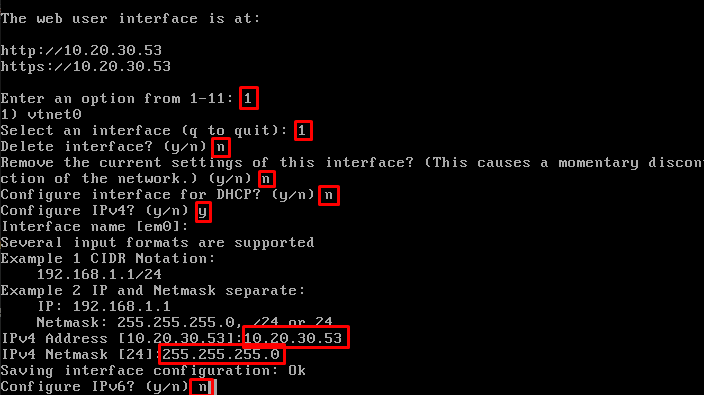 The web user interface is at:
http://10.20.30.53
https://10.20.30.53
Enter an option from 1-11: 1
1) vtnet0
Select an interface (q to quit): 1
Delete interface? (y/n) n
Remove the current settings of this interface? (This causes a momentary discon
ction of the network.) (y/n) n
Configure interface for DHCP? (y/n) n
Configure IPv4? (y/n) y
Interface name [em0]:
Several input formats are supported
Example 1 CIDR Notation:
192.168.1.1/24
Example 2 IP and Netmask separate:
IP: 192.168.1.1
Netmask: 255.255.255.0, /24 or 24
IPv4 Address [10.20.30.53]:10.20.30.53
IPv4 Netmask [24]:255.255.255.0
Saving interface configuration: Ok
Configure IPv6? (y/n) n